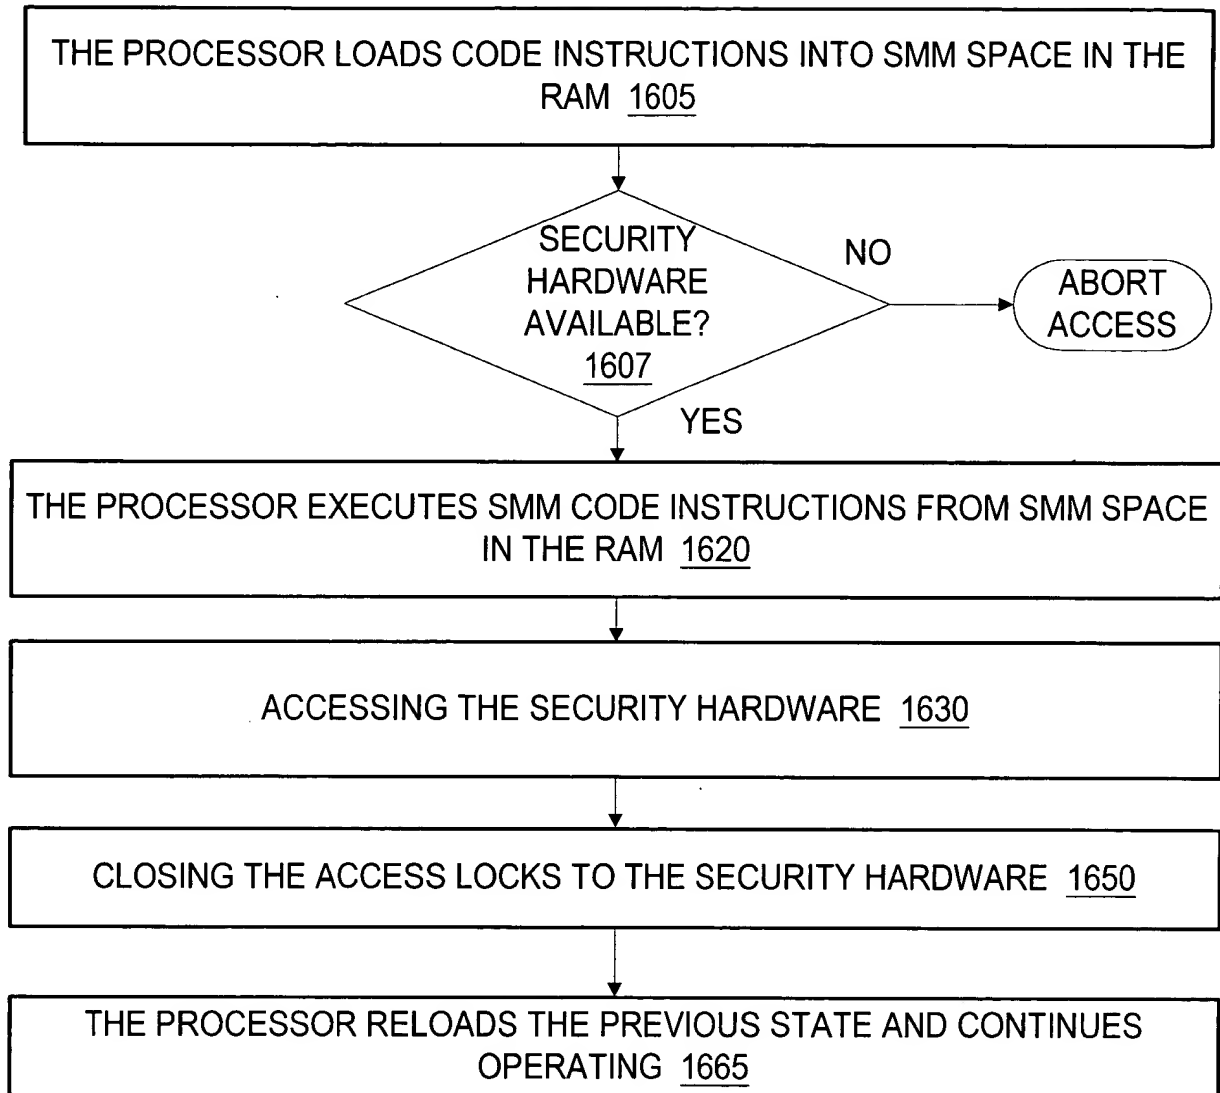 THE PROCESSOR LOADS CODE INSTRUCTIONS INTO SMM SPACE IN THE
RAM 1605
SECURITY
HARDWARE
AVAILABLE?
1607
NO
ABORT
ACCESS
YES
THE PROCESSOR EXECUTES SMM CODE INSTRUCTIONS FROM SMM SPACE
IN THE RAM 1620
ACCESSING THE SECURITY HARDWARE 1630
CLOSING THE ACCESS LOCKS TO THE SECURITY HARDWARE 1650
THE PROCESSOR RELOADS THE PREVIOUS STATE AND CONTINUES
OPERATING 1665